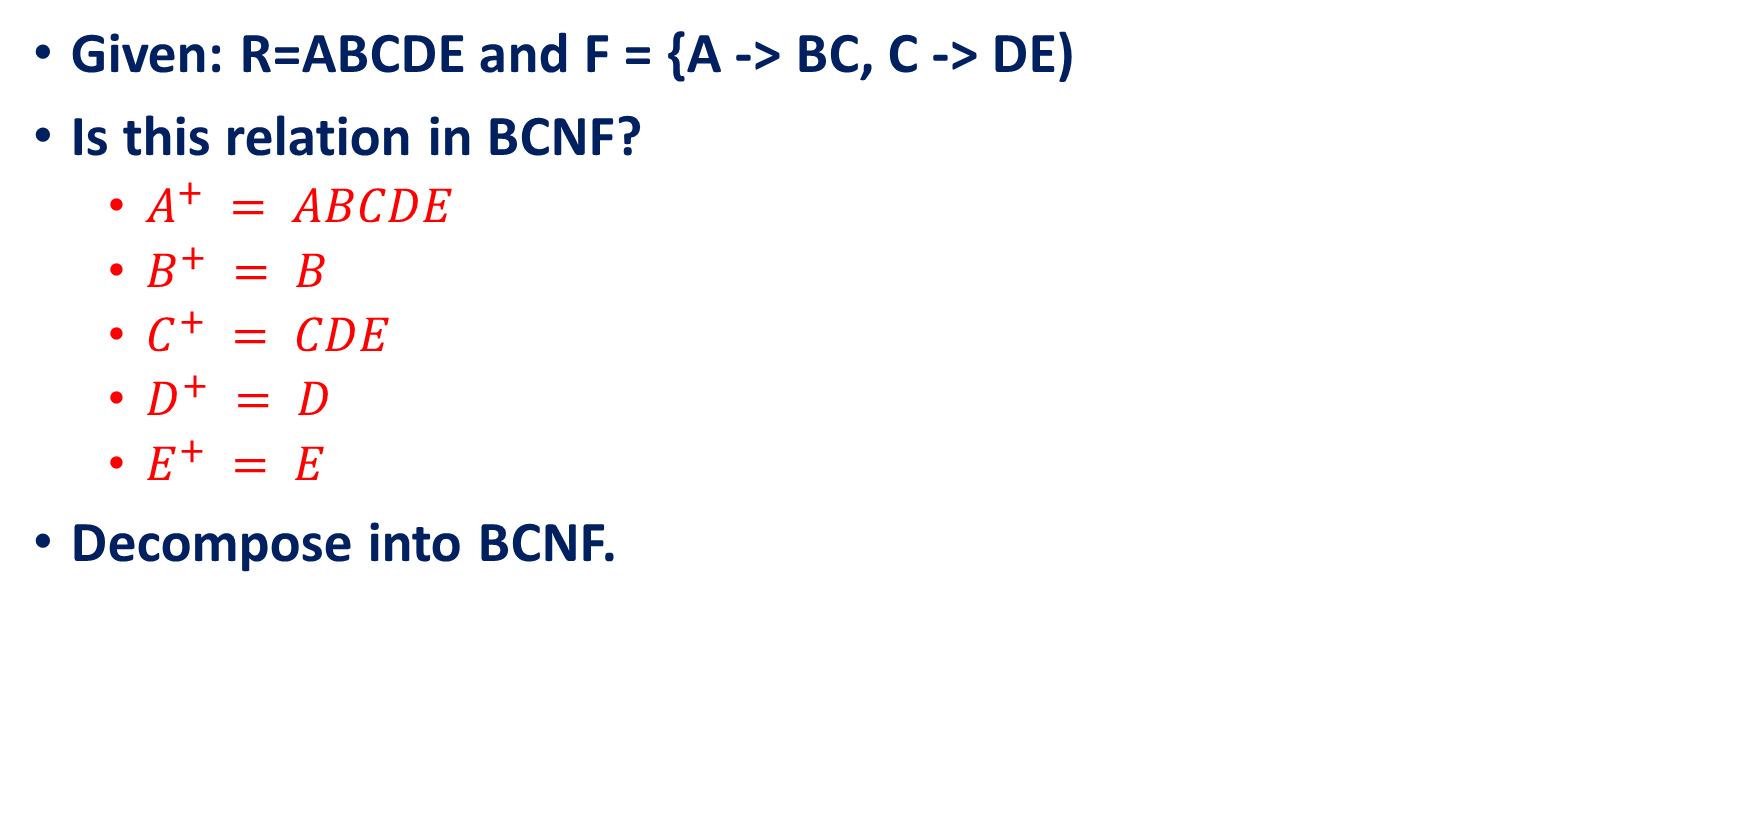 • Given: R=ABCDE and F = {A -> BC, C -> DE)
• Is this relation in BCNF?
• A⁺ = ABCDE
• B⁺ = B
• C⁺ = CDE
• D⁺ = D
• E⁺ = E
• Decompose into BCNF.